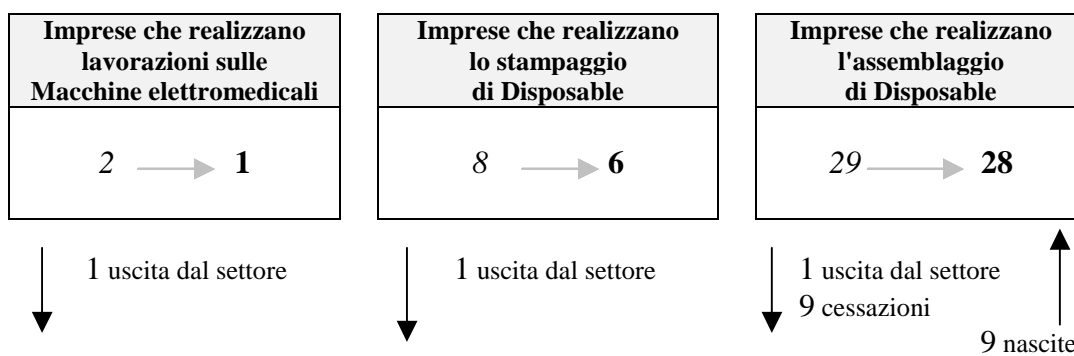 Imprese che realizzano
lavorazioni sulle
Macchine elettromedicali
2 1
1 uscita dal settore
Imprese che realizzano
lo stampaggio
di Disposable
8 6
1 uscita dal settore
Imprese che realizzano
l'assemblaggio
di Disposable
29 28
1 uscita dal settore
9 cessazioni
9 nascite